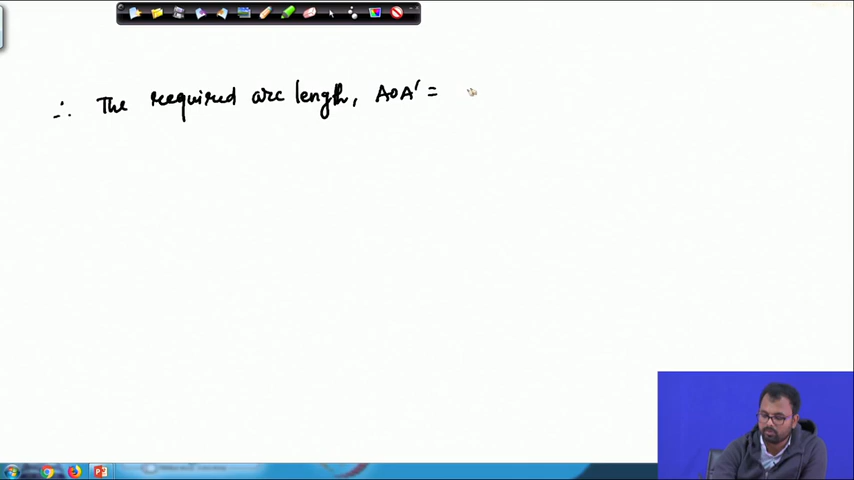 ∴ The required arc length, AOA' =